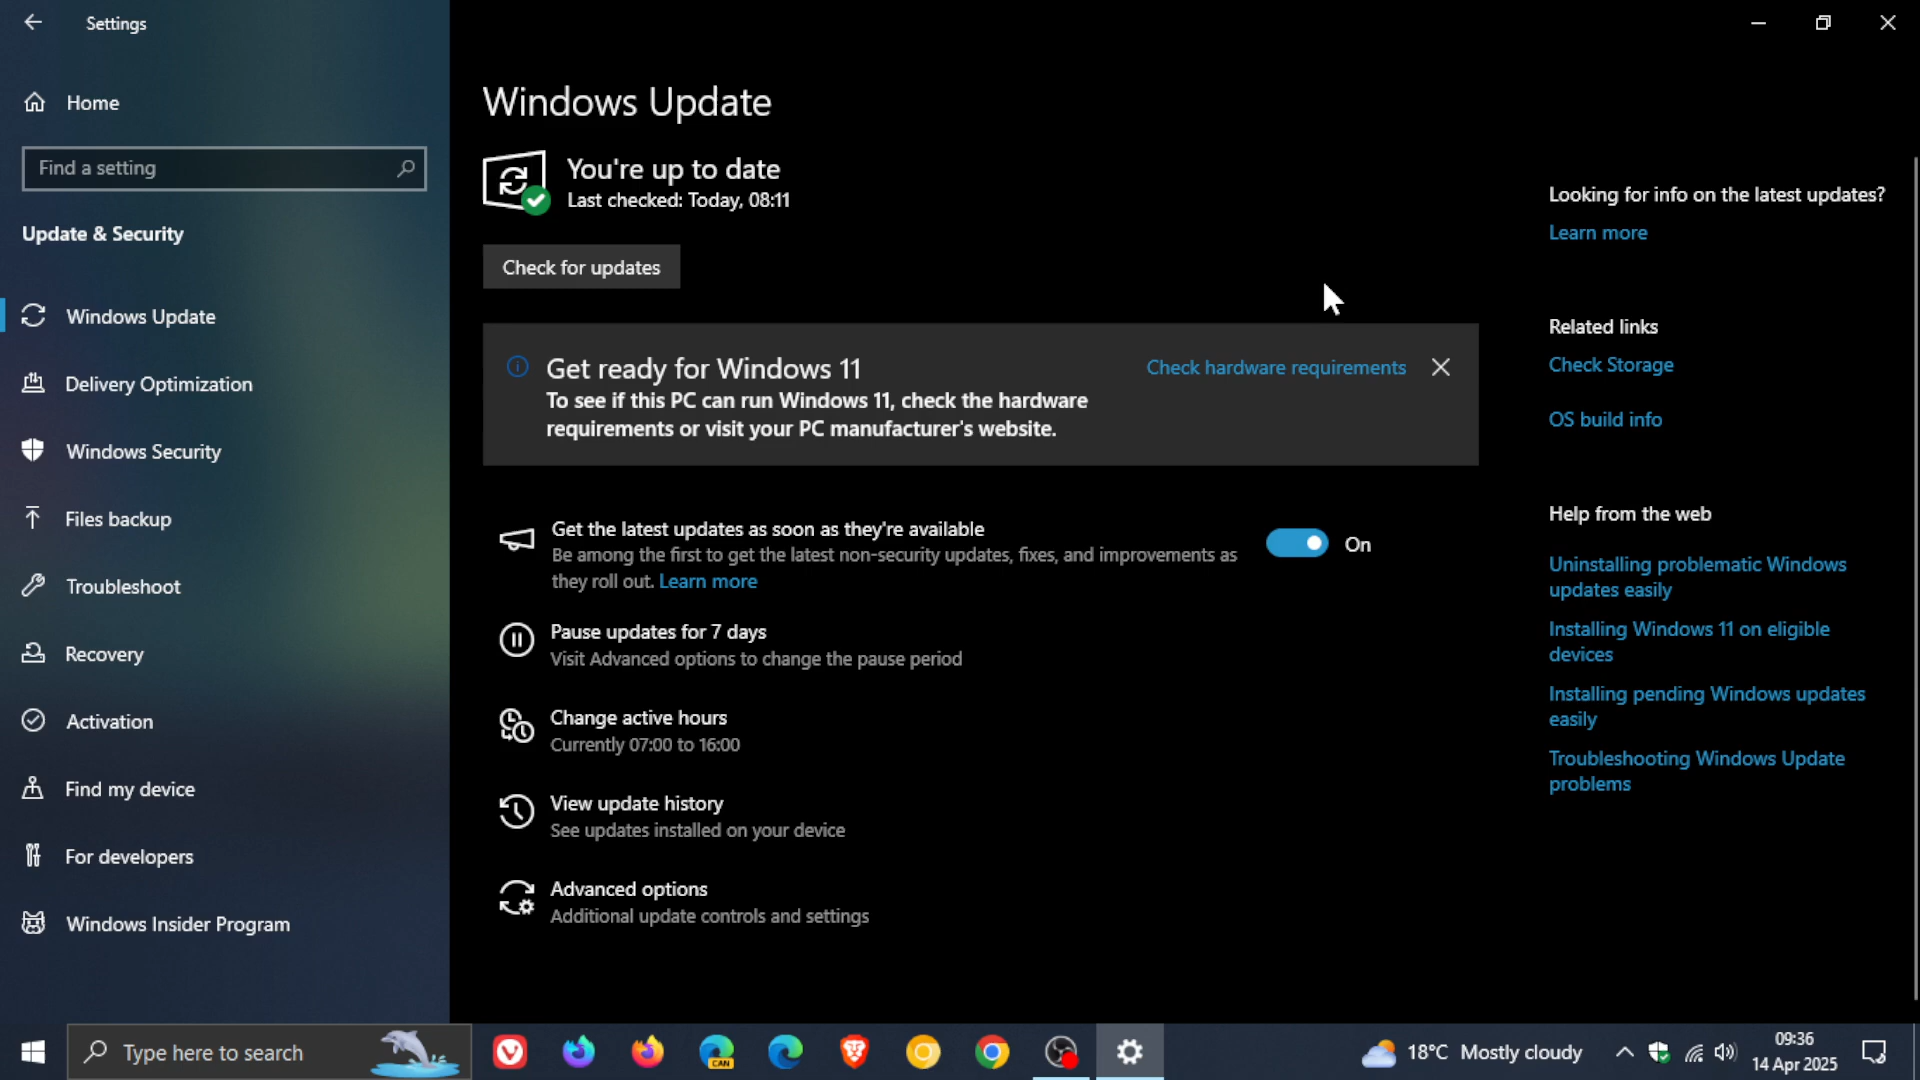 Settings
Home
Find a setting
Update & Security
Windows Update
Delivery Optimization
Windows Security
Files backup
Troubleshoot
Recovery
Activation
Find my device
For developers
Windows Insider Program
Windows Update
You're up to date
Last checked: Today, 08:11
Check for updates
Get ready for Windows 11
Check hardware requirements
To see if this PC can run Windows 11, check the hardware
requirements or visit your PC manufacturer's website.
Get the latest updates as soon as they're available
Be among the first to get the latest non-security updates, fixes, and improvements as
they roll out. Learn more
On
Pause updates for 7 days
Visit Advanced options to change the pause period
Change active hours
Currently 07:00 to 16:00
View update history
See updates installed on your device
Advanced options
Additional update controls and settings
Looking for info on the latest updates?
Learn more
Related links
Check Storage
OS build info
Help from the web
Uninstalling problematic Windows
updates easily
Installing Windows 11 on eligible
devices
Installing pending Windows updates
easily
Troubleshooting Windows Update
problems
Type here to search
CAN
18°C Mostly cloudy
09:36
14 Apr 2025